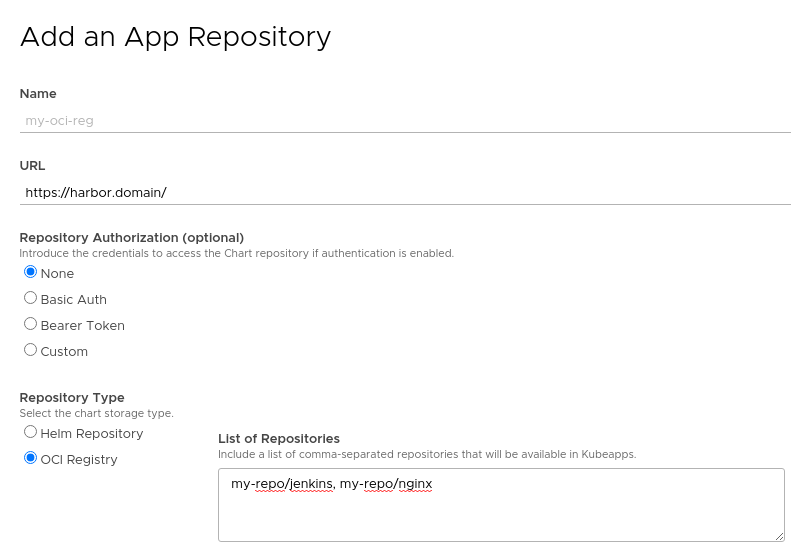 Add an App Repository
Name
my-oci-reg
URL
https://harbor.domain/
Repository Authorization (optional)
Introduce the credentials to access the Chart repository if authentication is enabled.
None
Basic Auth
Bearer Token
Custom
Repository Type
Select the chart storage type.
Helm Repository
OCI Registry
List of Repositories
Include a list of comma-separated repositories that will be available in Kubeapps.
my-repo/jenkins, my-repo/nginx